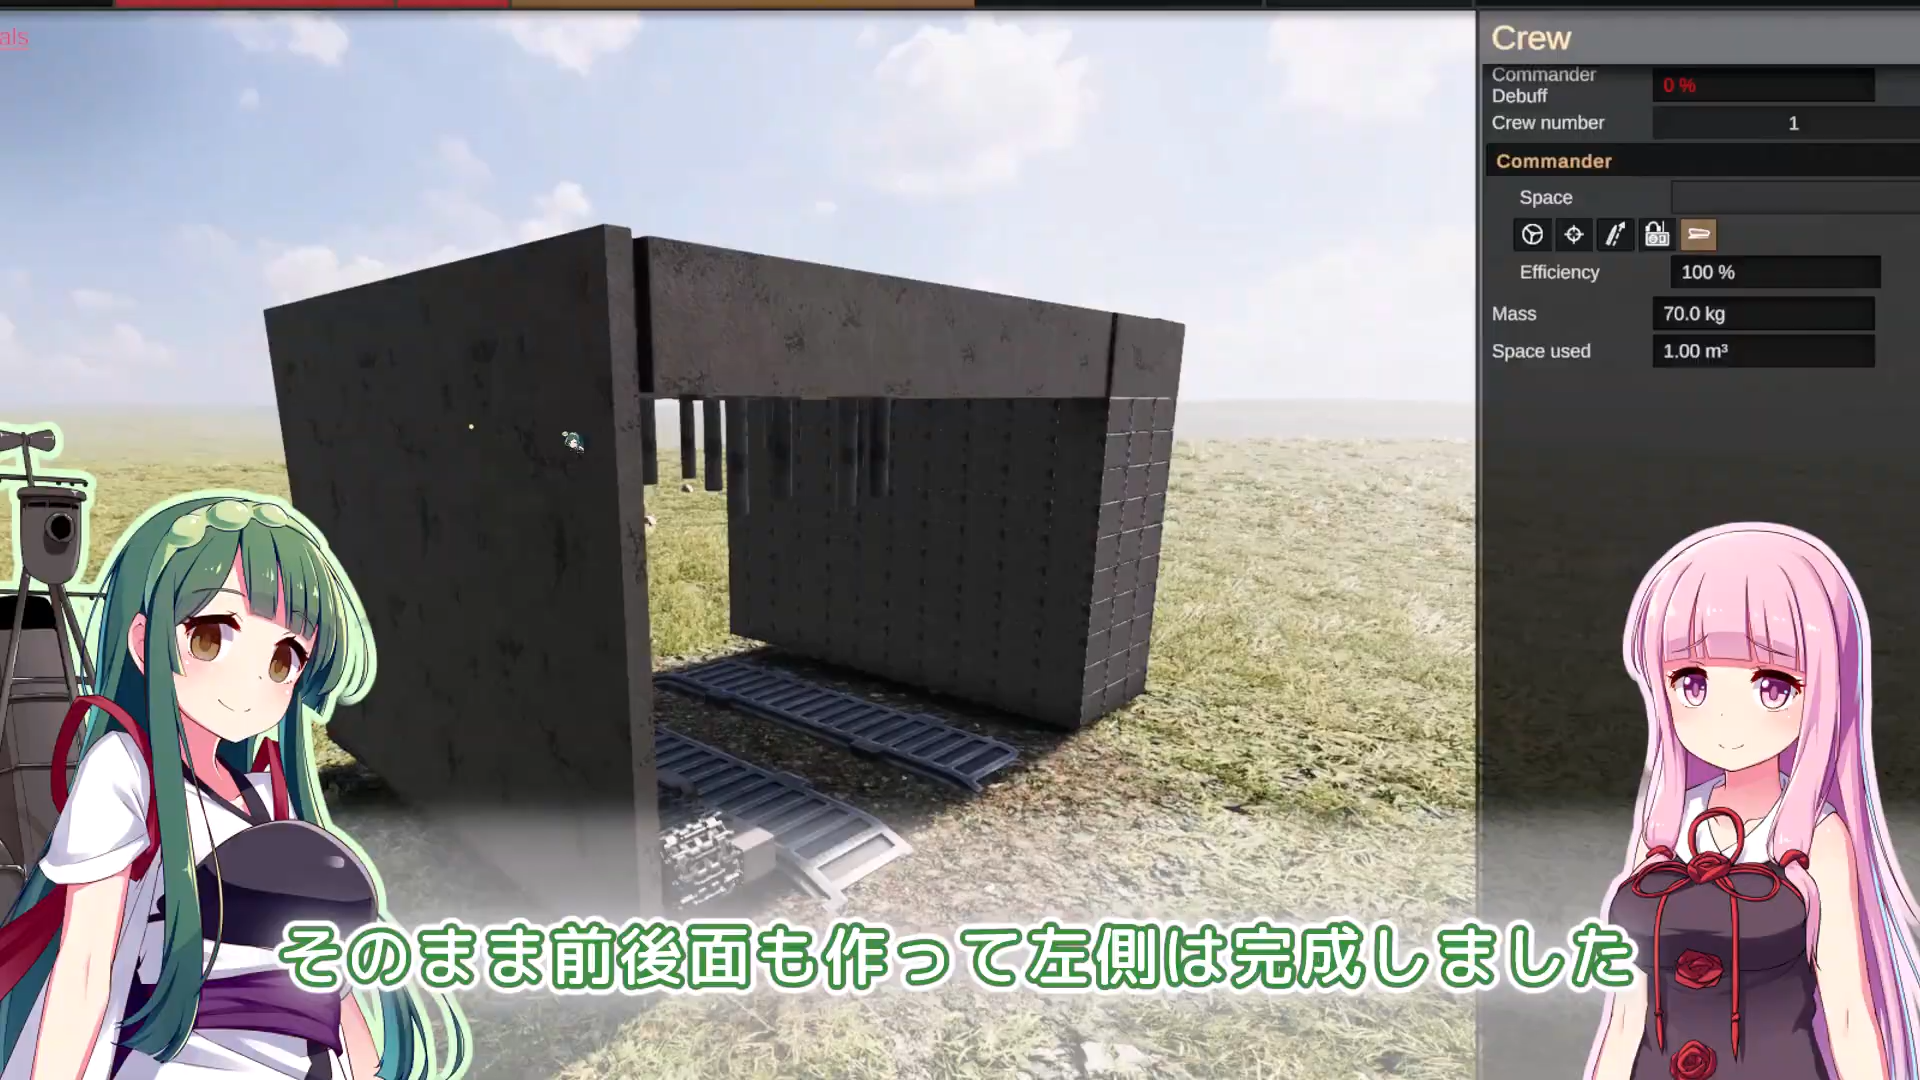 als
Crew
Commander
Debuff
0 %
Crew number
1
Commander
Space
Efficiency
100 %
Mass
70.0 kg
Space used
1.00 m³
そのまま前後面も作って左側は完成しました